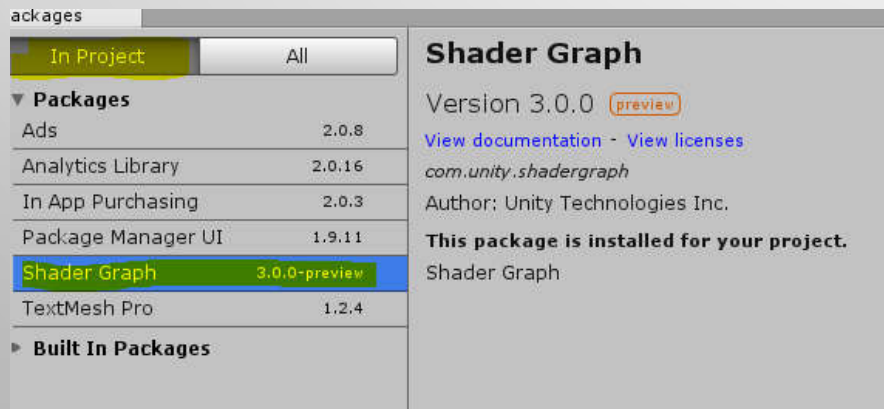 ackages
In Project
All
Packages
Ads 2.0.8
Analytics Library 2.0.16
In App Purchasing 2.0.3
Package Manager UI 1.9.11
Shader Graph 3.0.0-preview
TextMesh Pro 1.2.4
Built In Packages
Shader Graph
Version 3.0.0 preview
View documentation - View licenses
com.unity.shadergraph
Author: Unity Technologies Inc.
This package is installed for your project.
Shader Graph